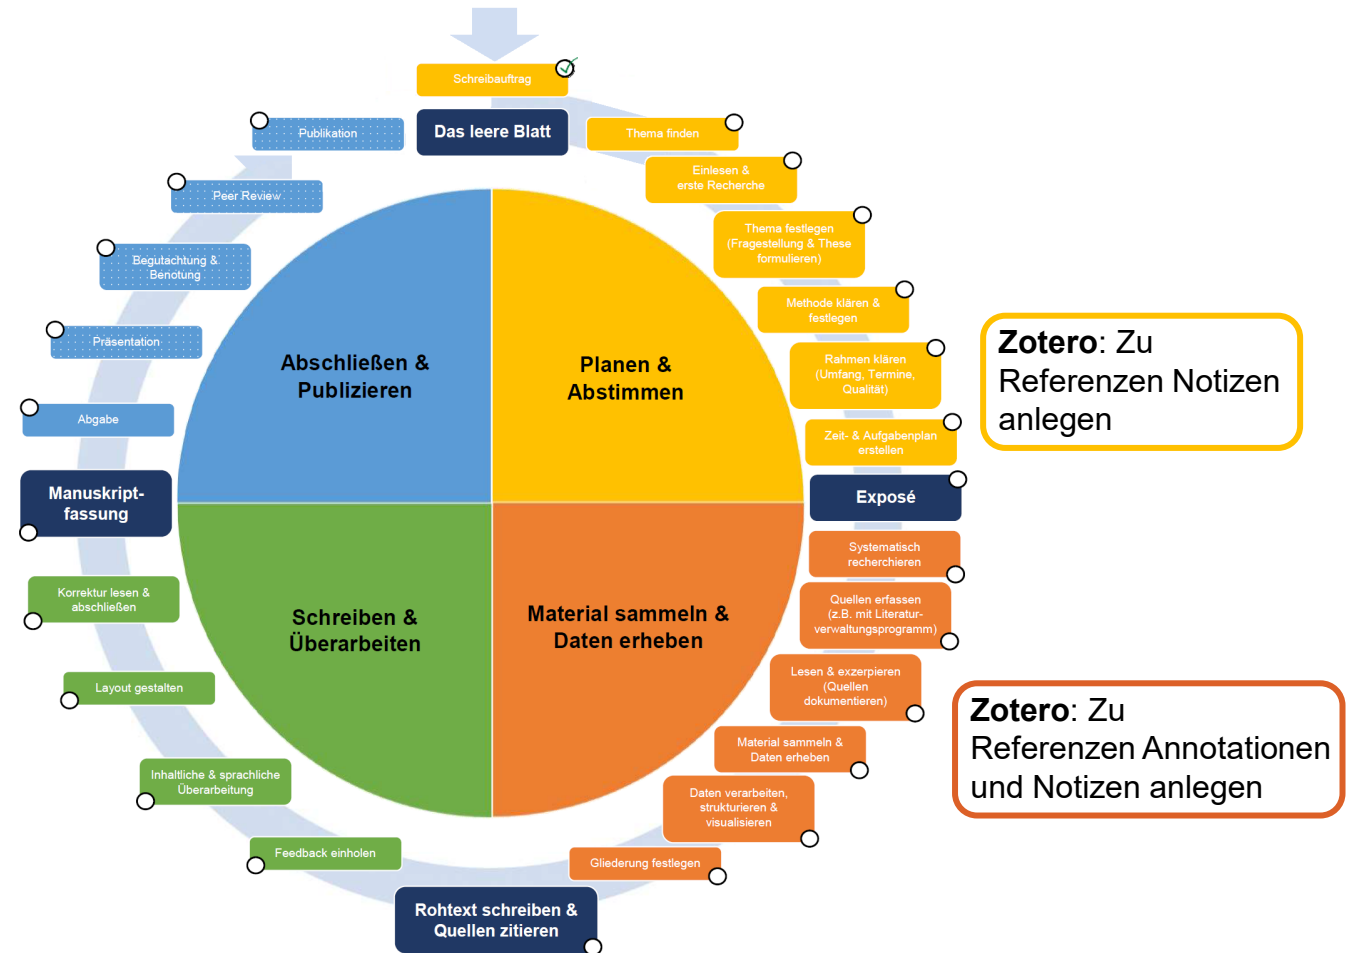 Schreibauftrag
Das leere Blatt
Thema finden
Einlesen &
erste Recherche
Thema festlegen
(Fragestellung & These
formulieren)
Methode klären &
festlegen
Rahmen klären
(Umfang, Termine,
Qualität)
Zeit- & Aufgabenplan
erstellen
Exposé
Systematisch
recherchieren
Quellen erfassen
(z.B. mit Literatur-
verwaltungsprogramm)
Lesen & exzerpieren
(Quellen
dokumentieren)
Material sammeln &
Daten erheben
Daten verarbeiten,
strukturieren &
visualisieren
Gliederung festlegen
Rohtext schreiben &
Quellen zitieren
Feedback einholen
Inhaltliche & sprachliche
Überarbeitung
Layout gestalten
Korrektur lesen &
abschließen
Manuskript-
fassung
Abgabe
Präsentation
Begutachtung &
Benotung
Peer Review
Publikation
Abschließen &
Publizieren
Planen &
Abstimmen
Schreiben &
Überarbeiten
Material sammeln &
Daten erheben
Zotero: Zu
Referenzen Notizen
anlegen
Zotero: Zu
Referenzen Annotationen
und Notizen anlegen